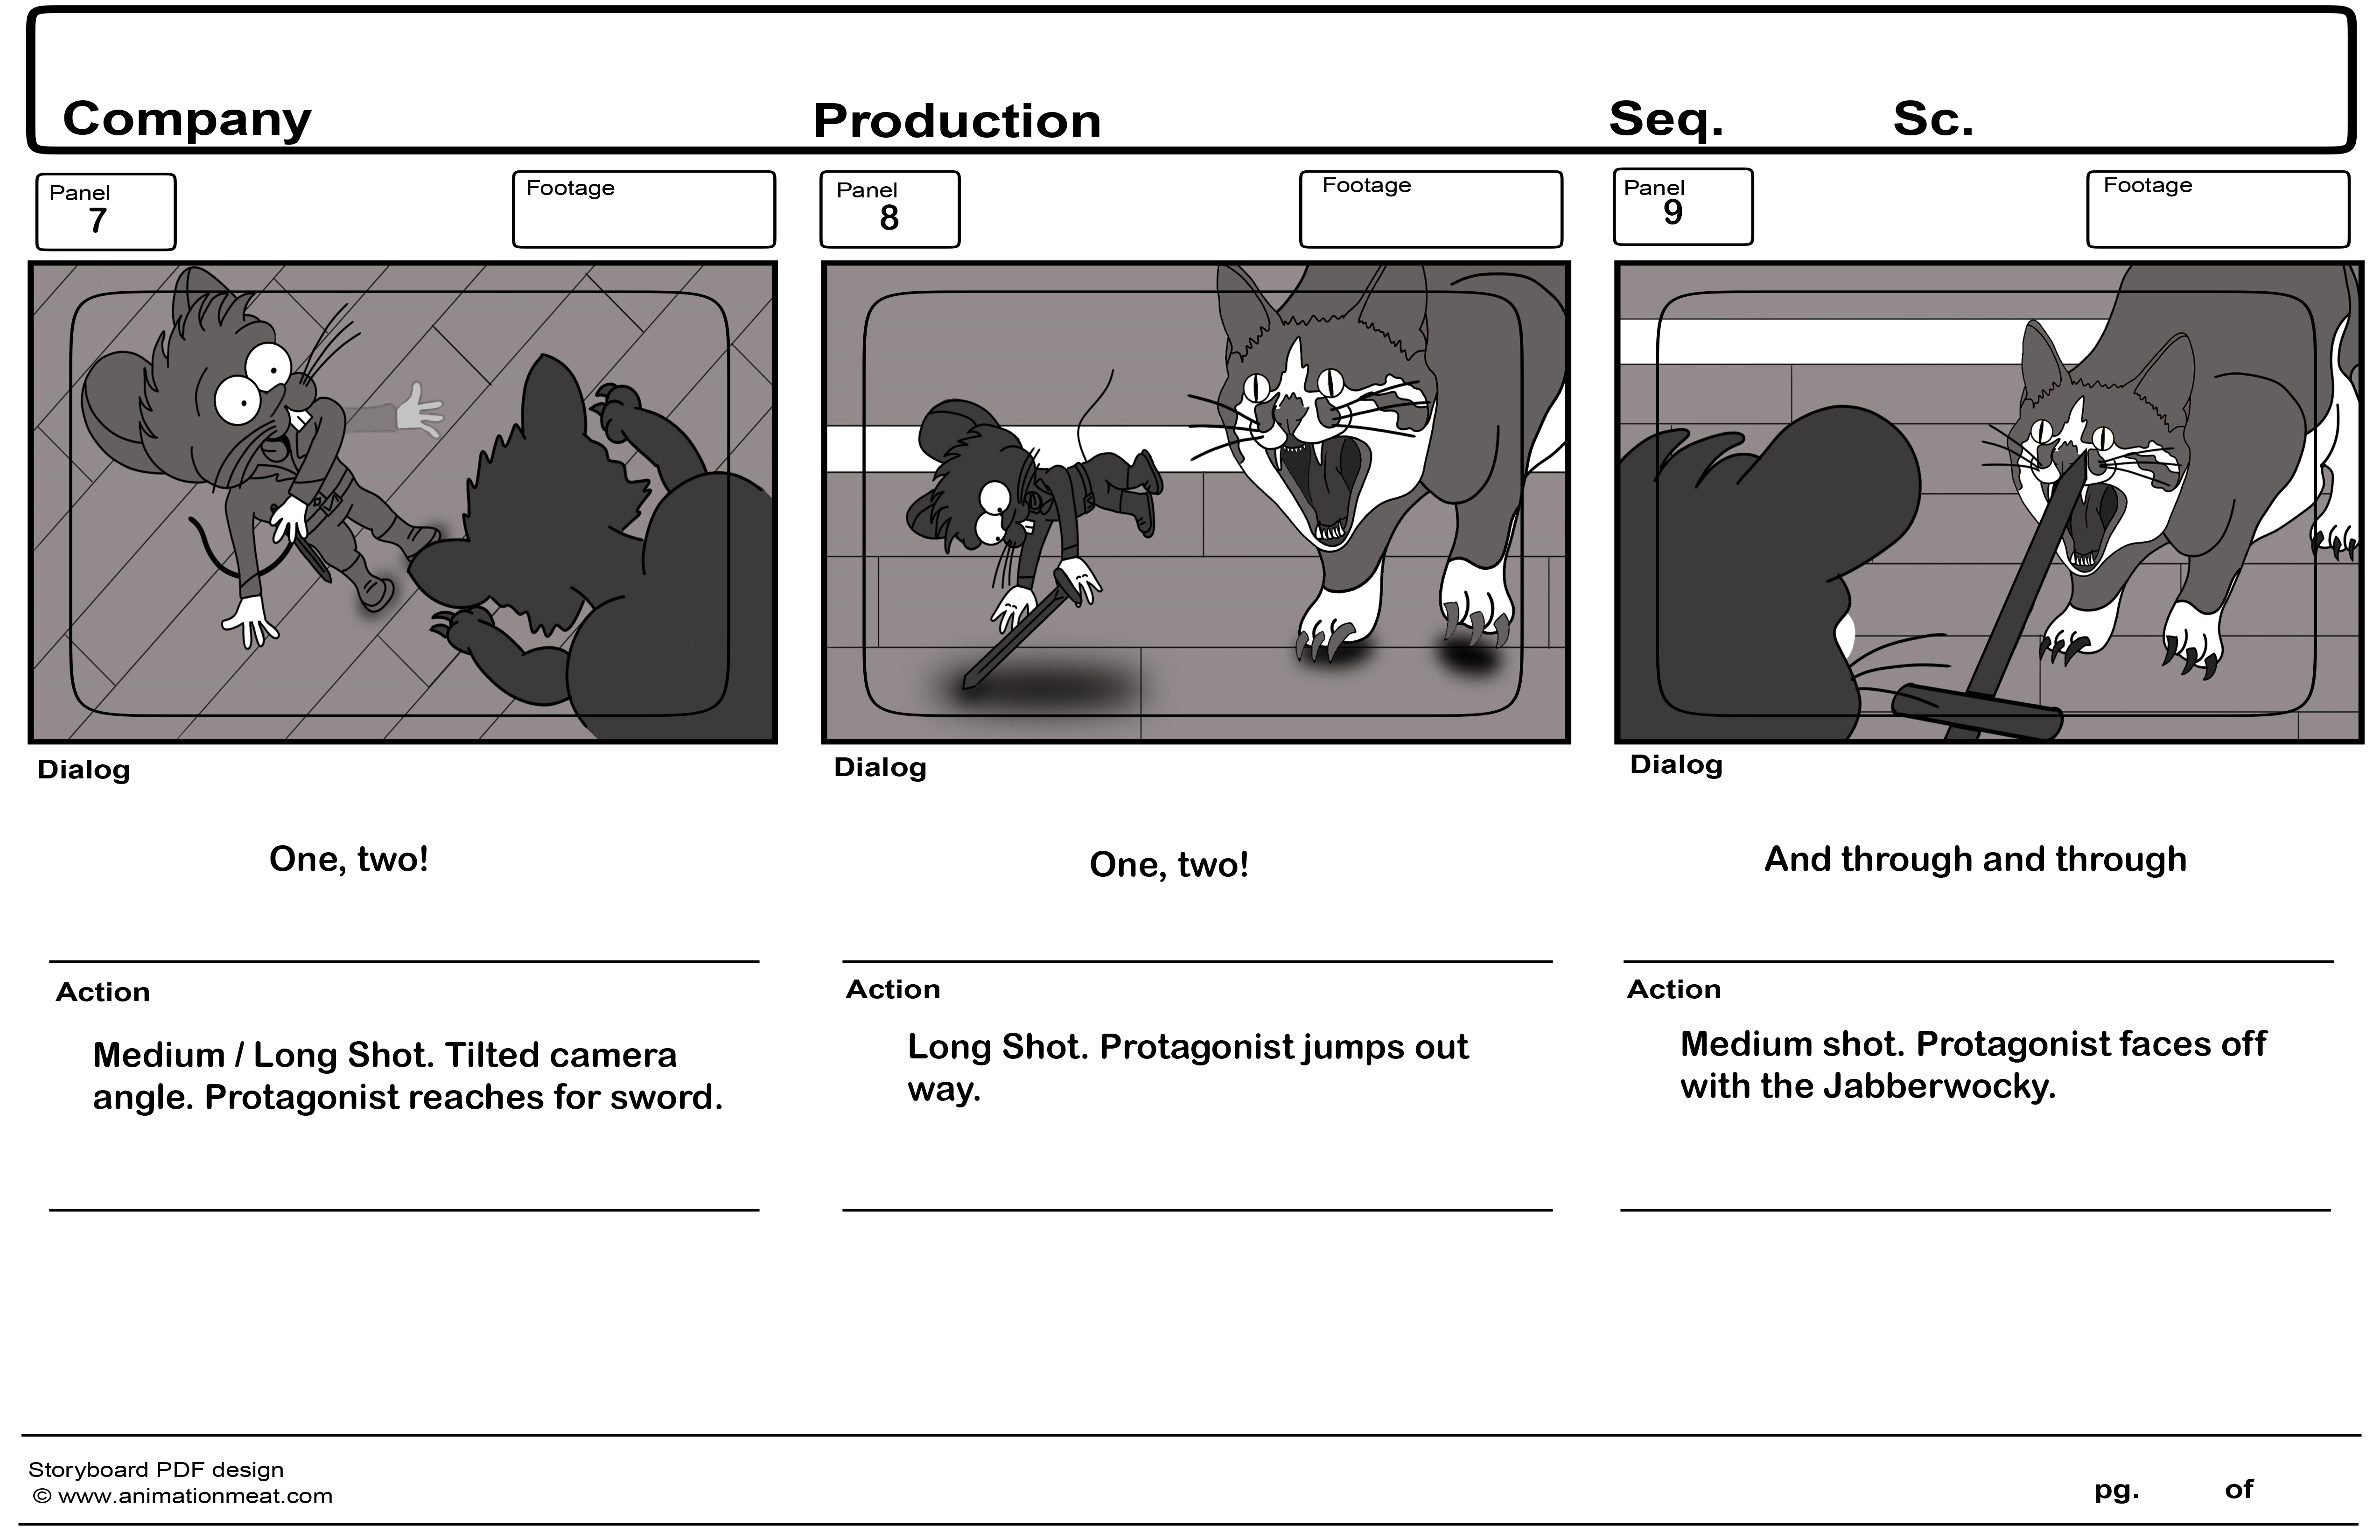 Company Production Seq. Sc.
Panel
7
Footage
Panel
8
Footage
Panel
9
Footage
Dialog
One, two!
Action
Medium / Long Shot. Tilted camera
angle. Protagonist reaches for sword.
Dialog
One, two!
Action
Long Shot. Protagonist jumps out
way.
Dialog
And through and through
Action
Medium shot. Protagonist faces off
with the Jabberwocky.
Storyboard PDF design
© www.animationmeat.com
pg. of